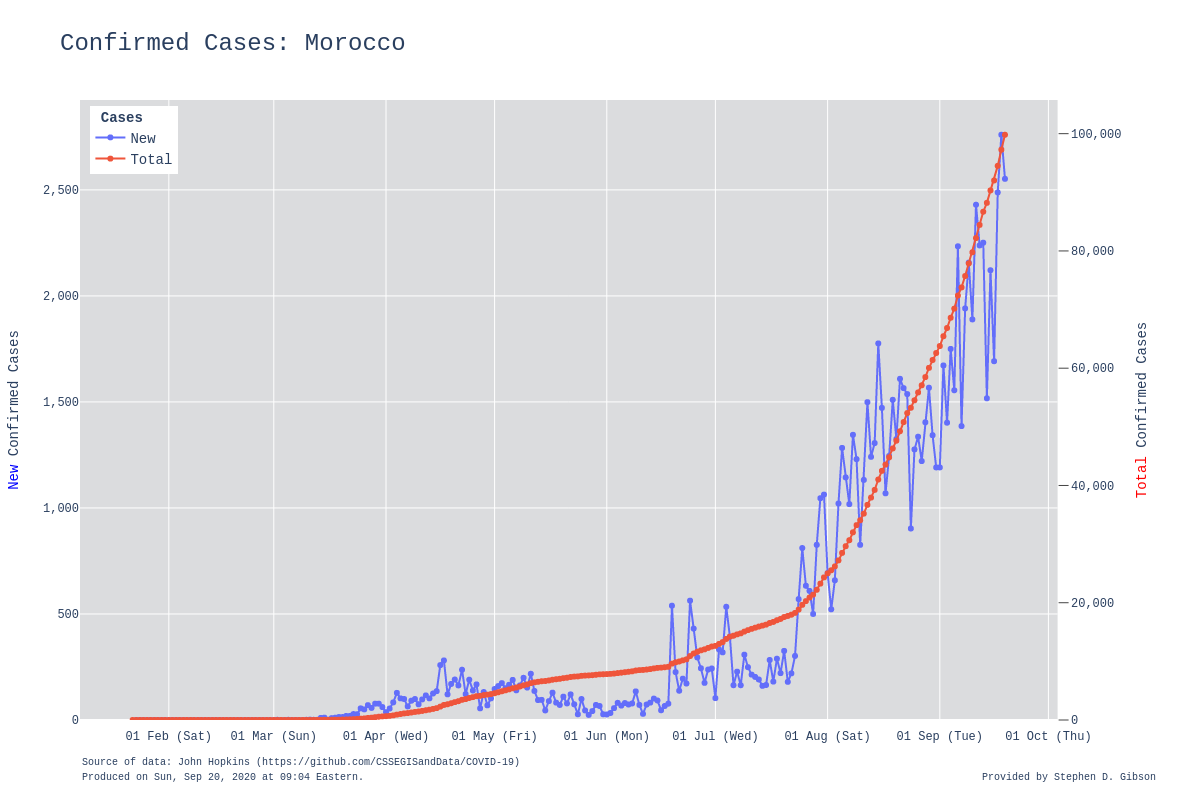 Confirmed Cases: Morocco
Cases
New
Total
2,500
2,000
1,500
1,000
500
0
New Confirmed Cases
100,000
80,000
60,000
40,000
20,000
0
Total Confirmed Cases
01 Feb (Sat) 01 Mar (Sun) 01 Apr (Wed) 01 May (Fri) 01 Jun (Mon) 01 Jul (Wed) 01 Aug (Sat) 01 Sep (Tue) 01 Oct (Thu)
Source of data: John Hopkins (https://github.com/CSSEGISandData/COVID-19)
Produced on Sun, Sep 20, 2020 at 09:04 Eastern.
Provided by Stephen D. Gibson